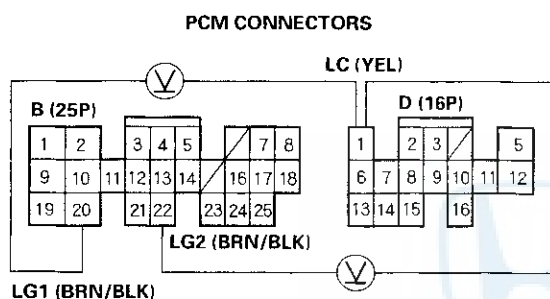 PCM CONNECTORS
LC (YEL)
B (25P)
D (16P)
1 2 3 4 5 7 8
9 10 11 12 13 14 16 17 18
19 20 21 22 23 24 25
1 2 3 5
6 7 8 9 10 11 12
13 14 15 16
LG2 (BRN/BLK)
LG1 (BRN/BLK)
V
V